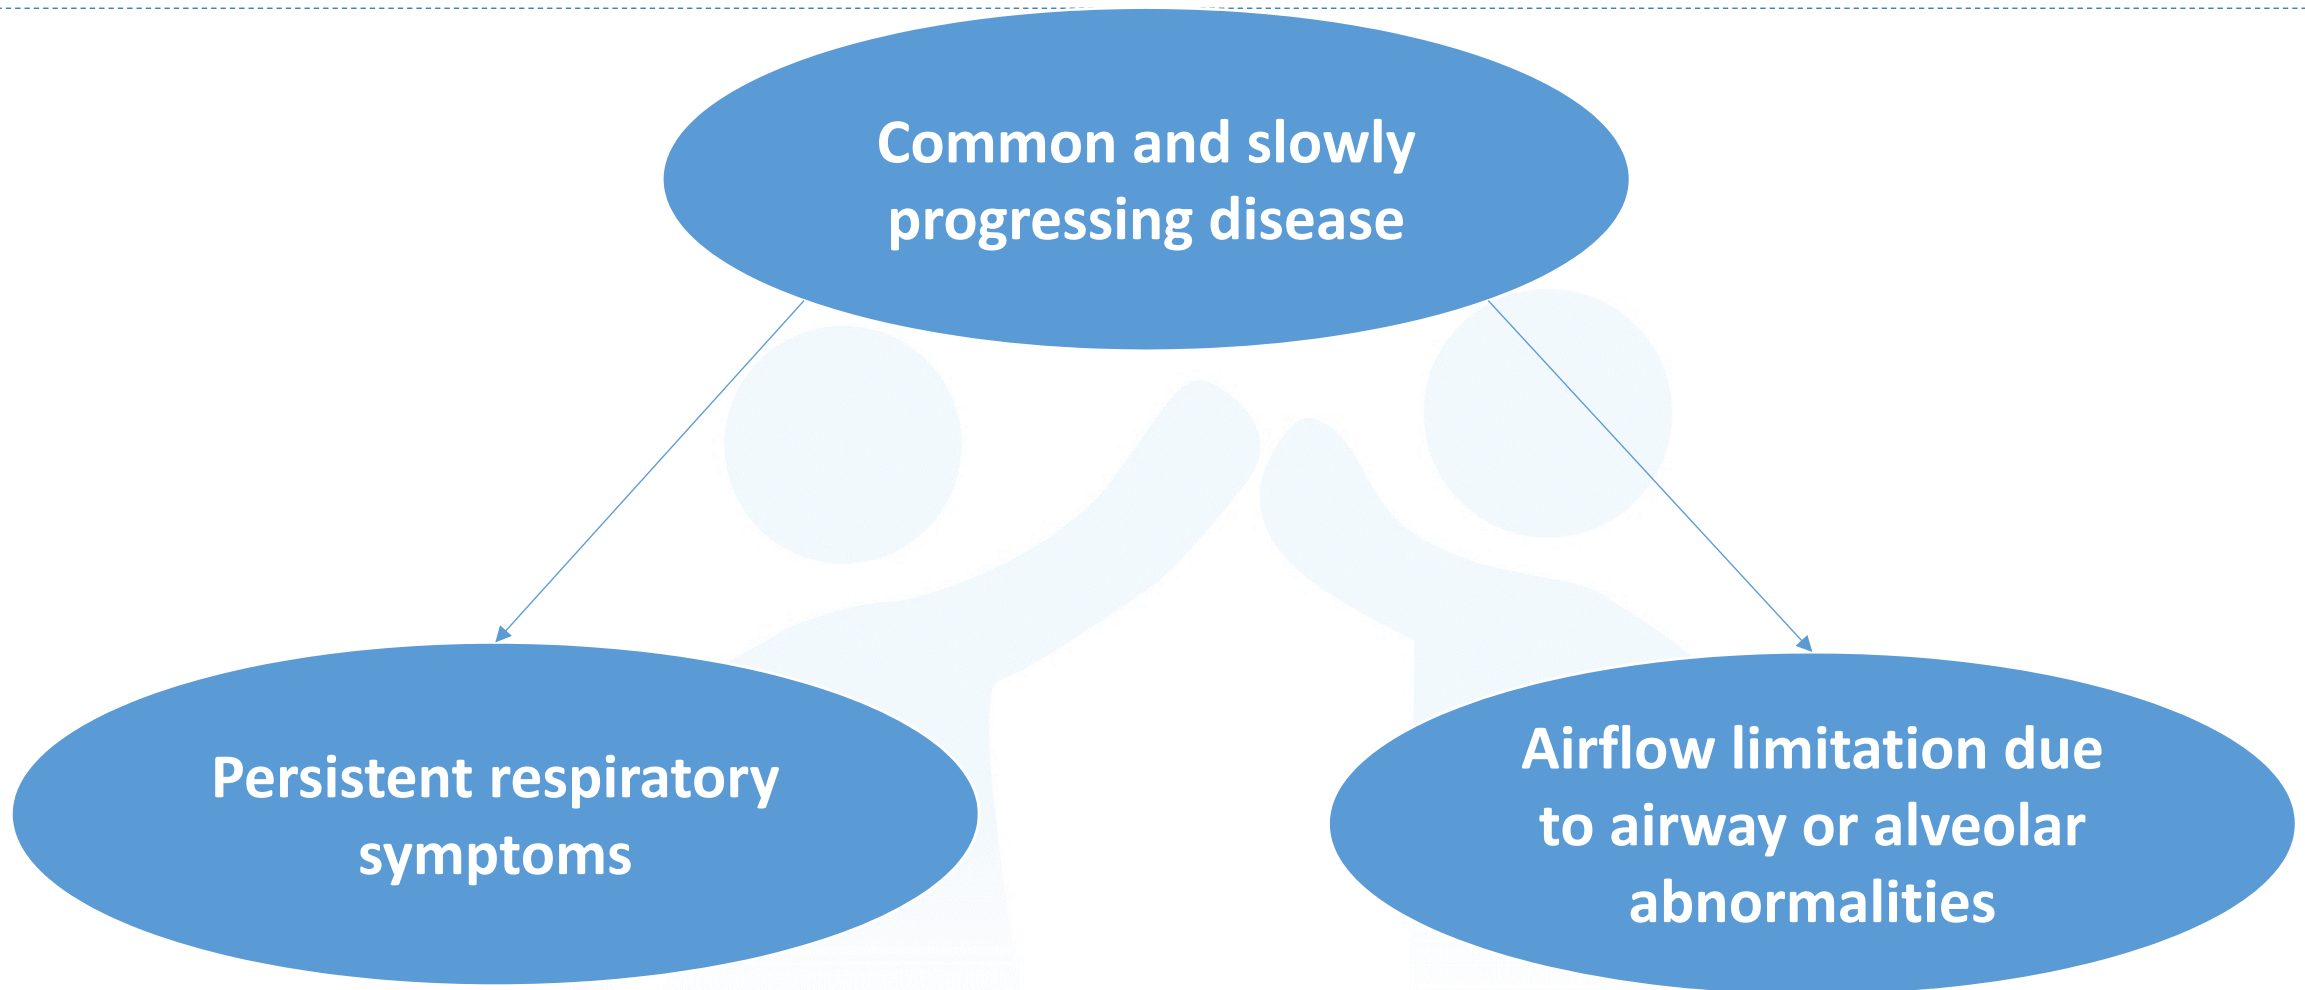 Common and slowly
progressing disease
Persistent respiratory
symptoms
Airflow limitation due
to airway or alveolar
abnormalities